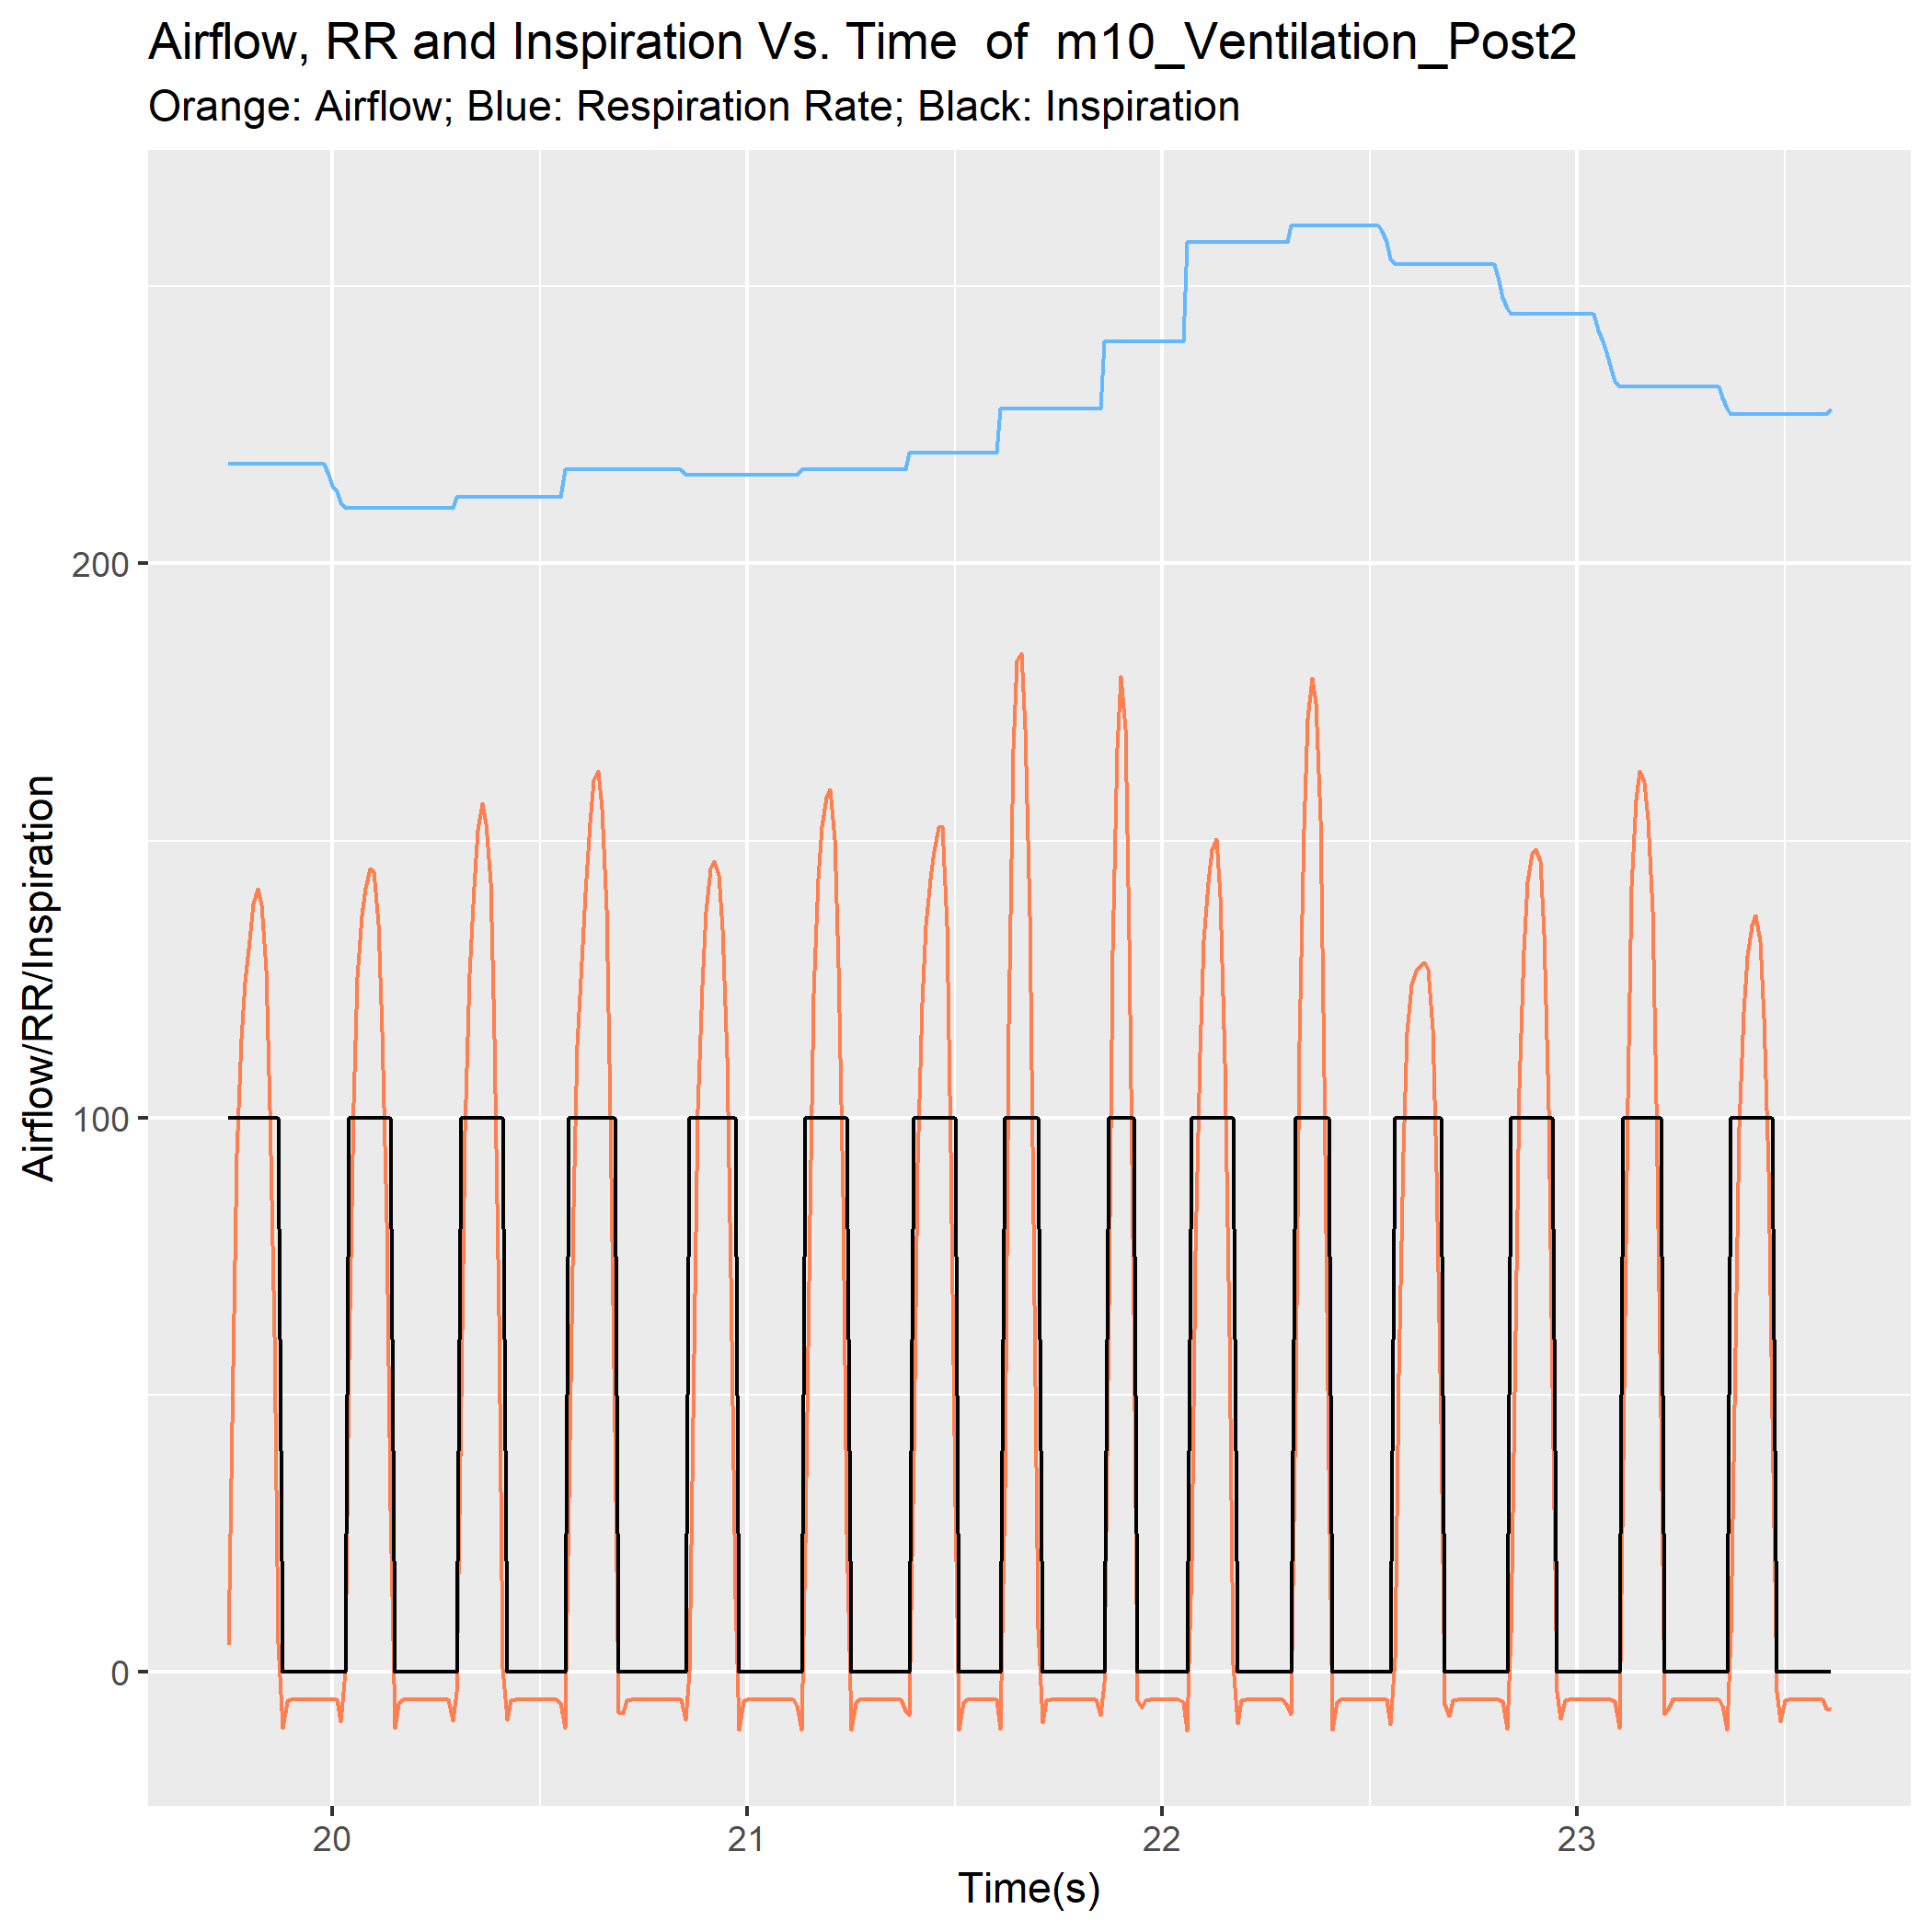 Airflow, RR and Inspiration Vs. Time  of  m10_Ventilation_Post2
Orange: Airflow; Blue: Respiration Rate; Black: Inspiration
Airflow/RR/Inspiration
200
100
0
20
21
22
23
Time(s)